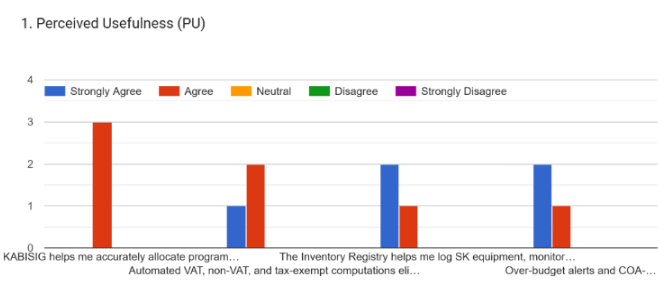 1. Perceived Usefulness (PU)
4
Strongly Agree Agree Neutral Disagree Strongly Disagree
3
2
1
0
KABISIG helps me accurately allocate program… The Inventory Registry helps me log SK equipment, monitor…
Automated VAT, non-VAT, and tax-exempt computations eli… Over-budget alerts and COA-…